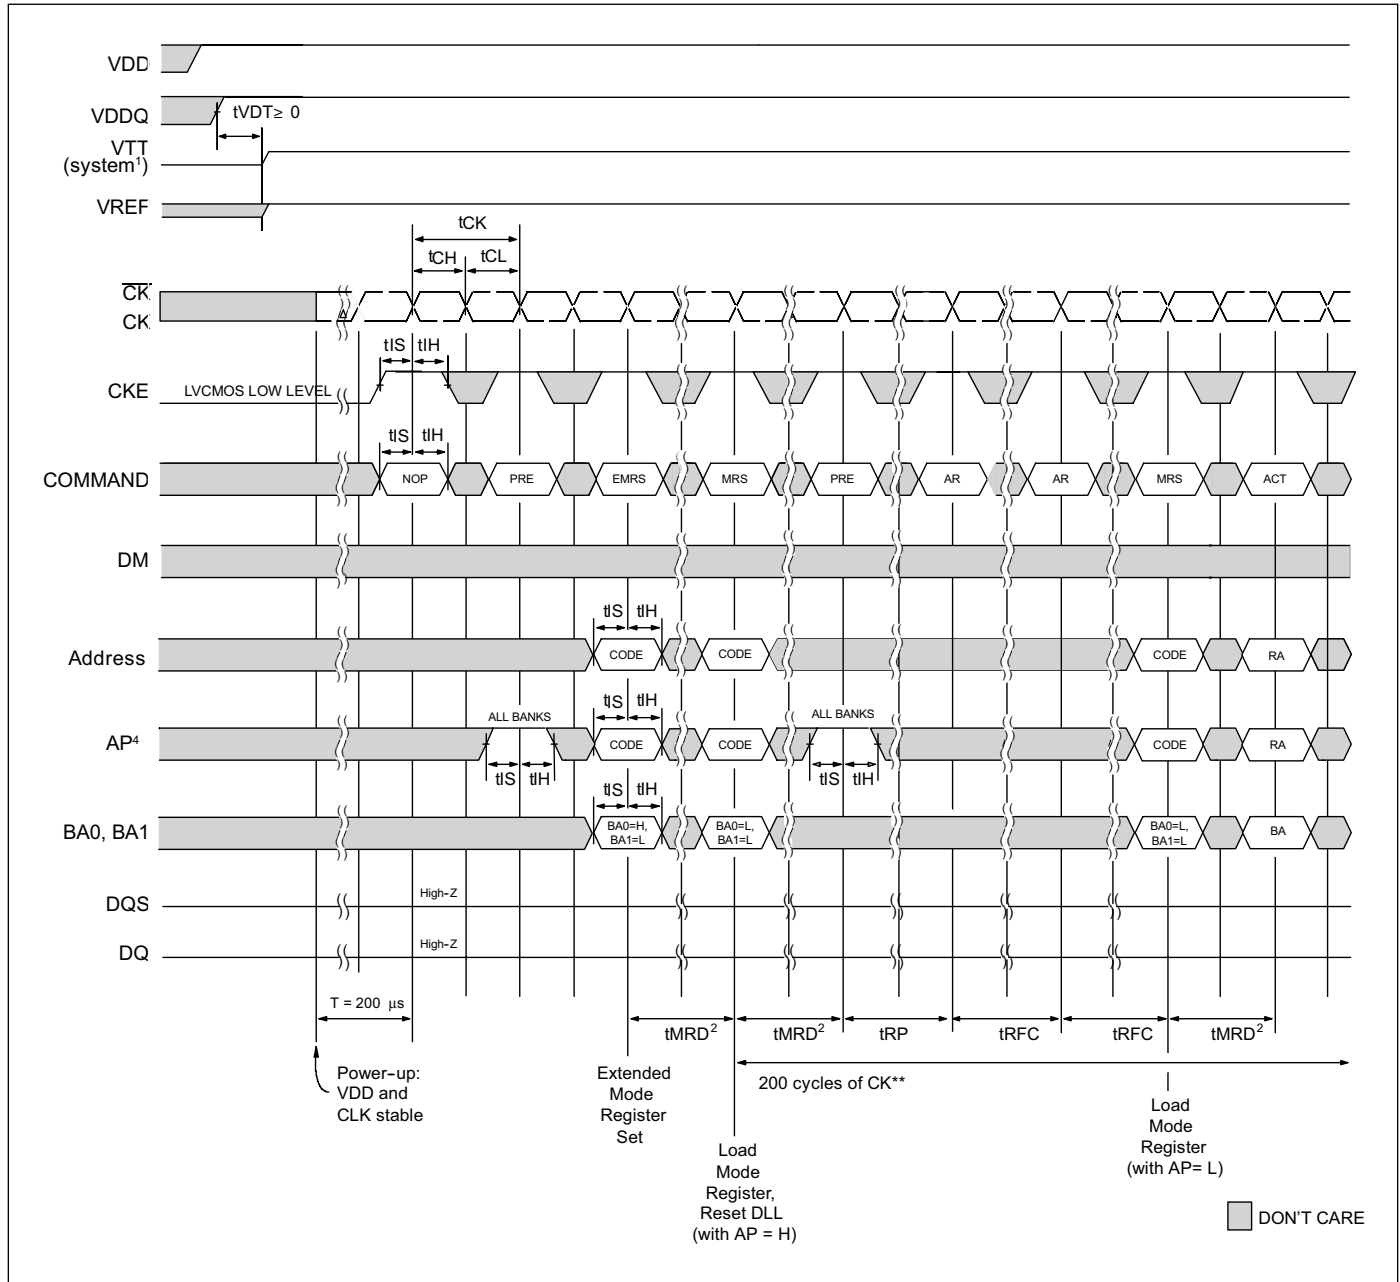 VDD
VDDQ
tVDT≥ 0
VTT
(system¹)
VREF
tCK
tCH
tCL
CK
CK
tIS
tIH
CKE
LVCMOS LOW LEVEL
tIS
tIH
COMMAND
NOP
PRE
EMRS
MRS
PRE
AR
AR
MRS
ACT
DM
tIS
tIH
Address
CODE
CODE
CODE
RA
ALL BANKS
tIS
tIH
ALL BANKS
AP⁴
CODE
CODE
CODE
RA
tIS
tIH
tIS
tIH
tIS
tIH
BA0, BA1
BA0=H,
BA1=L
BA0=L,
BA1=L
BA0=L,
BA1=L
BA
DQS
High-Z
DQ
High-Z
T = 200 µs
tMRD²
tMRD²
tRP
tRFC
tRFC
tMRD²
200 cycles of CK**
Power-up:
VDD and
CLK stable
Extended
Mode
Register
Set
Load
Mode
Register,
Reset DLL
(with AP = H)
Load
Mode
Register
(with AP= L)
DON'T CARE